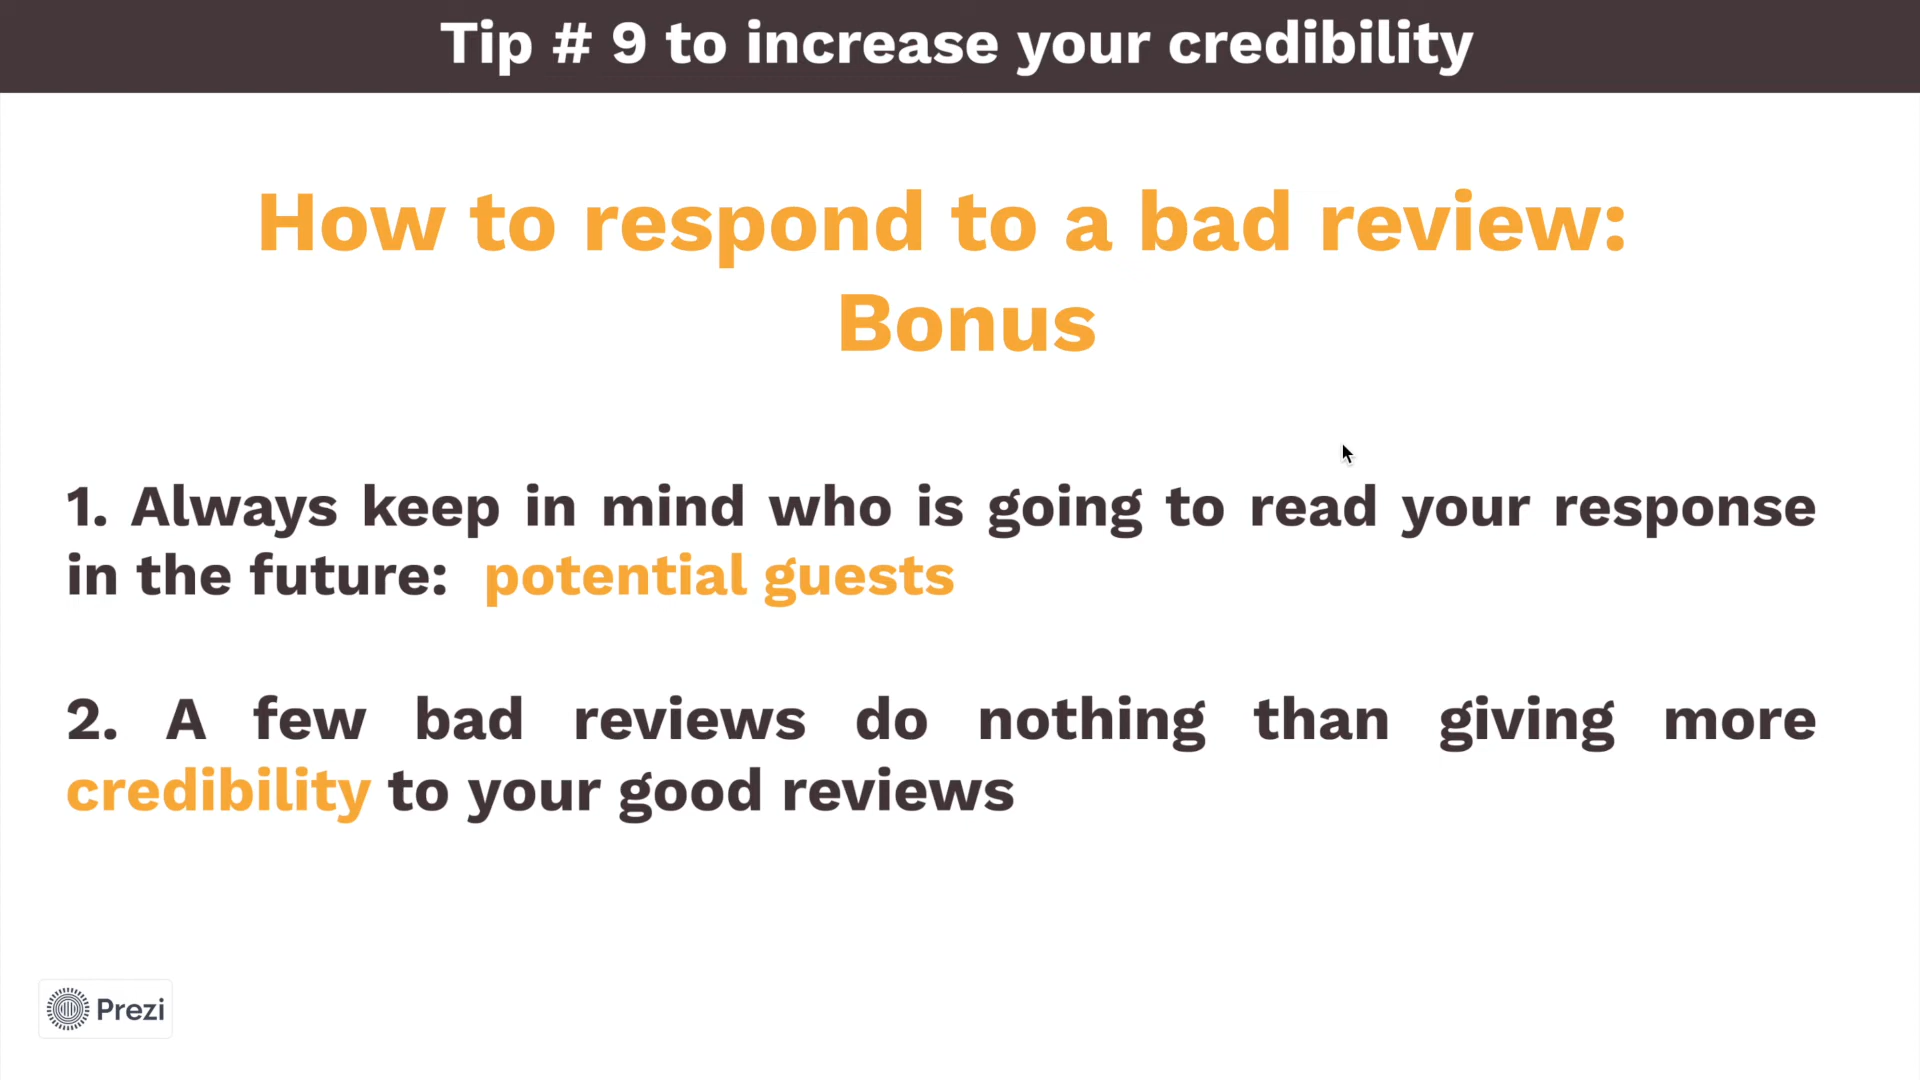 Tip # 9 to increase your credibility
How to respond to a bad review:
Bonus
1. Always keep in mind who is going to read your response
in the future: potential guests
2. A few bad reviews do nothing than giving more
credibility to your good reviews
Prezi